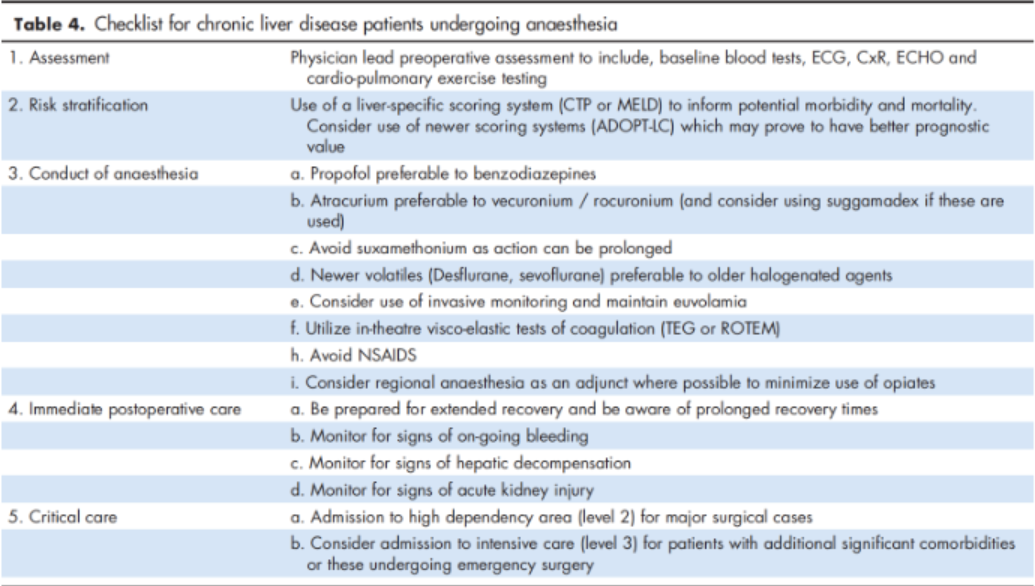 Table 4. Checklist for chronic liver disease patients undergoing anaesthesia
1. Assessment Physician lead preoperative assessment to include, baseline blood tests, ECG, CxR, ECHO and
cardio-pulmonary exercise testing
2. Risk stratification Use of a liver-specific scoring system (CTP or MELD) to inform potential morbidity and mortality.
Consider use of newer scoring systems (ADOPT-LC) which may prove to have better prognostic
value
3. Conduct of anaesthesia a. Propofol preferable to benzodiazepines
b. Atracurium preferable to vecuronium / rocuronium (and consider using suggamadex if these are
used)
c. Avoid suxamethonium as action can be prolonged
d. Newer volatiles (Desflurane, sevoflurane) preferable to older halogenated agents
e. Consider use of invasive monitoring and maintain euvolamia
f. Utilize in-theatre visco-elastic tests of coagulation (TEG or ROTEM)
h. Avoid NSAIDS
i. Consider regional anaesthesia as an adjunct where possible to minimize use of opiates
4. Immediate postoperative care a. Be prepared for extended recovery and be aware of prolonged recovery times
b. Monitor for signs of on-going bleeding
c. Monitor for signs of hepatic decompensation
d. Monitor for signs of acute kidney injury
5. Critical care a. Admission to high dependency area (level 2) for major surgical cases
b. Consider admission to intensive care (level 3) for patients with additional significant comorbidities
or these undergoing emergency surgery